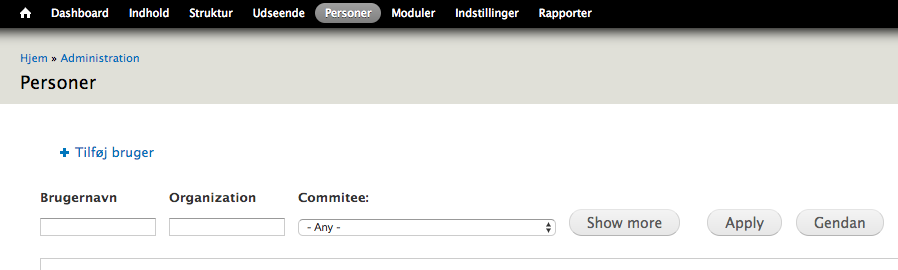 Dashboard Indhold Struktur Udseende Personer Moduler Indstillinger Rapporter
Hjem » Administration
Personer
+ Tilføj bruger
Brugernavn Organization Commitee:
- Any - Show more Apply Gendan